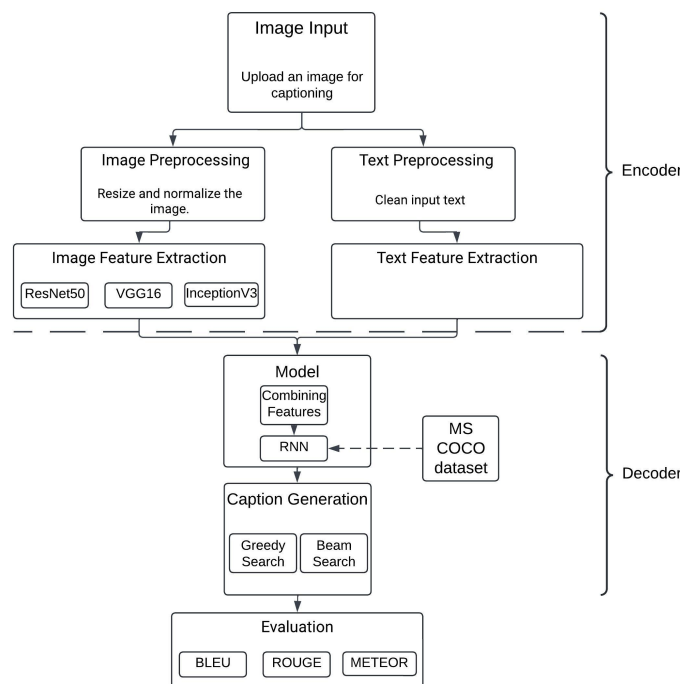 Image Input
Upload an image for
captioning
Image Preprocessing
Resize and normalize the
image.
Text Preprocessing
Clean input text
Encoder
Image Feature Extraction
ResNet50
VGG16
InceptionV3
Text Feature Extraction
Model
Combining
Features
RNN
MS
COCO
dataset
Decoder
Caption Generation
Greedy
Search
Beam
Search
Evaluation
BLEU
ROUGE
METEOR